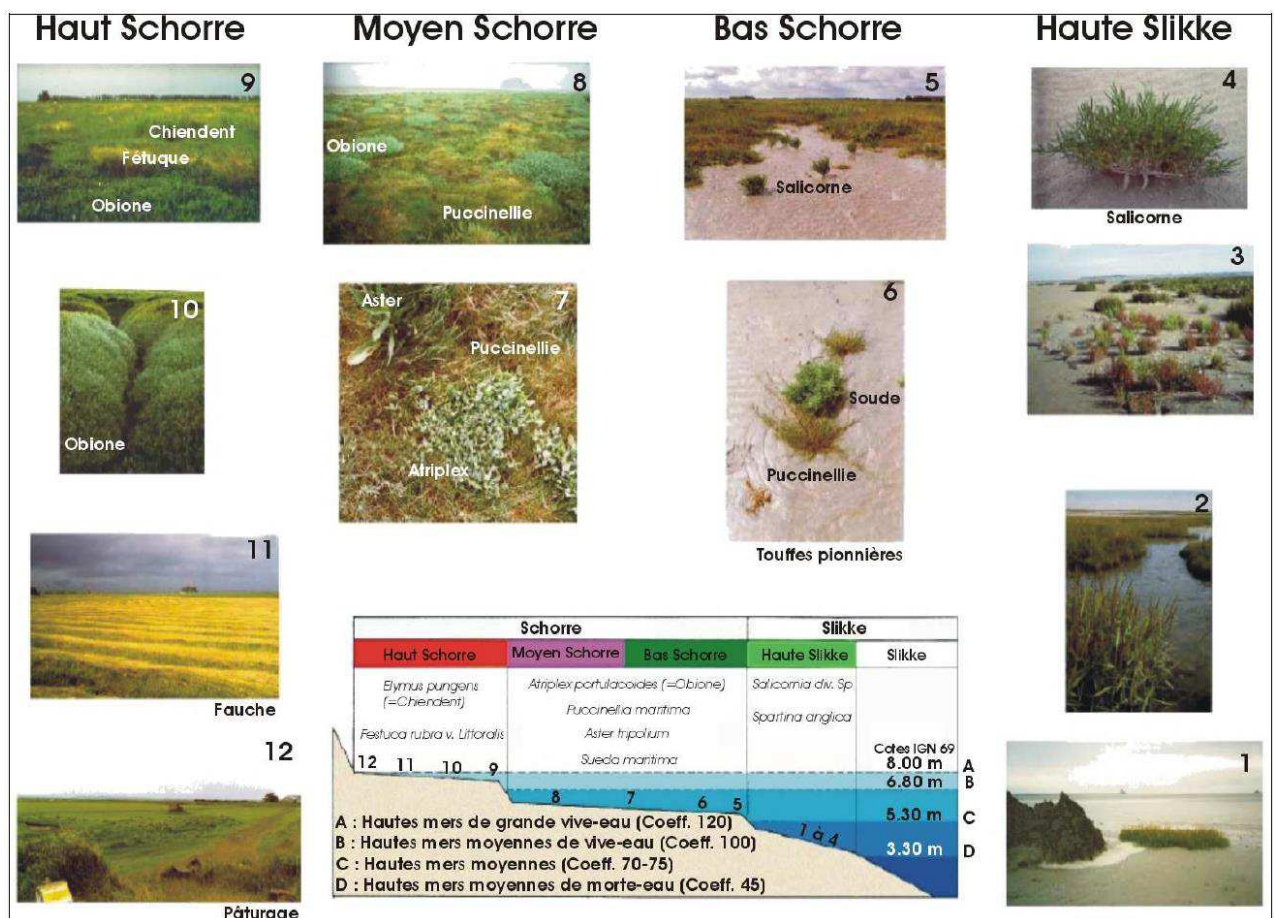 Haut Schorre
Moyen Schorre
Bas Schorre
Haute Slikke
9
Chiendent
Fétuque
Obione
8
Obione
Puccinellie
5
Salicorne
4
Salicorne
10
Obione
7
Aster
Puccinellie
Atriplex
6
Soude
Puccinellie
Touffes pionnières
3
2
11
Fauche
12
Pâturage
1
Schorre
Slikke
Haut Schorre
Moyen Schorre
Bas Schorre
Haute Slikke
Slikke
Elymus pungens
(=Chiendent)
Festuca rubra v. Littoralis
Atriplex portulacoides (=Obione)
Puccinella maritima
Aster tripolium
Sueda maritima
Salicornia div. Sp
Spartina anglica
Cotes IGN 69
8.00 m A
6.80 m B
5.30 m C
3.30 m D
12 11 10 9
8 7 6 5
1 à 4
A : Hautes mers de grande vive-eau (Coeff. 120)
B : Hautes mers moyennes de vive-eau (Coeff. 100)
C : Hautes mers moyennes (Coeff. 70-75)
D : Hautes mers moyennes de morte-eau (Coeff. 45)